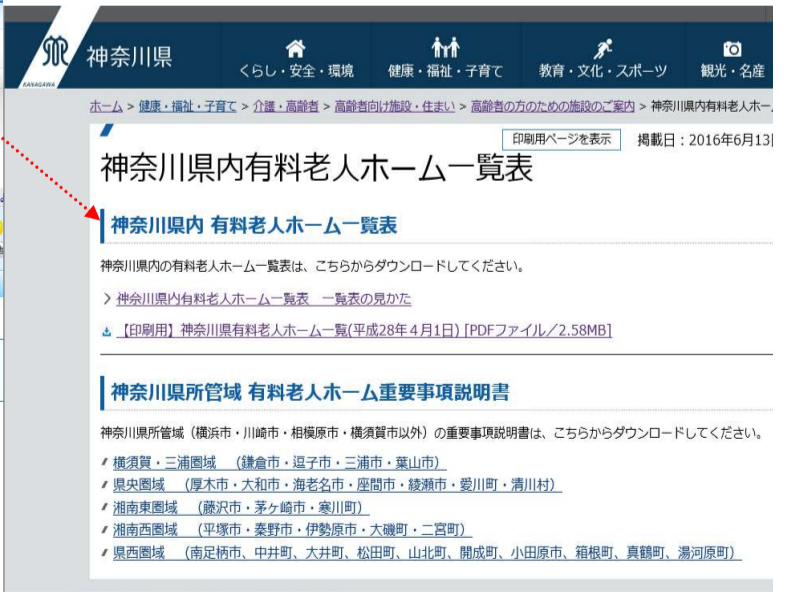 神奈川県
KANAGAWA
くらし・安全・環境
健康・福祉・子育て
教育・文化・スポーツ
観光・名産
ホーム > 健康・福祉・子育て > 介護・高齢者 > 高齢者向け施設・住まい > 高齢者の方のための施設のご案内 > 神奈川県内有料老人ホー
印刷用ページを表示 掲載日：2016年6月13日
神奈川県内有料老人ホーム一覧表
神奈川県内 有料老人ホーム一覧表
神奈川県内の有料老人ホーム一覧表は、こちらからダウンロードしてください。
神奈川県内有料老人ホーム一覧表　一覧表の見かた
【印刷用】神奈川県有料老人ホーム一覧(平成28年４月1日) [PDFファイル／2.58MB]
神奈川県所管域 有料老人ホーム重要事項説明書
神奈川県所管域（横浜市・川崎市・相模原市・横須賀市以外）の重要事項説明書は、こちらからダウンロードしてください。
横須賀・三浦圏域　（鎌倉市・逗子市・三浦市・葉山市）
県央圏域　（厚木市・大和市・海老名市・座間市・綾瀬市・愛川町・清川村）
湘南東圏域　（藤沢市・茅ヶ崎市・寒川町）
湘南西圏域　（平塚市・秦野市・伊勢原市・大磯町・二宮町）
県西圏域　（南足柄市、中井町、大井町、松田町、山北町、開成町、小田原市、箱根町、真鶴町、湯河原町）